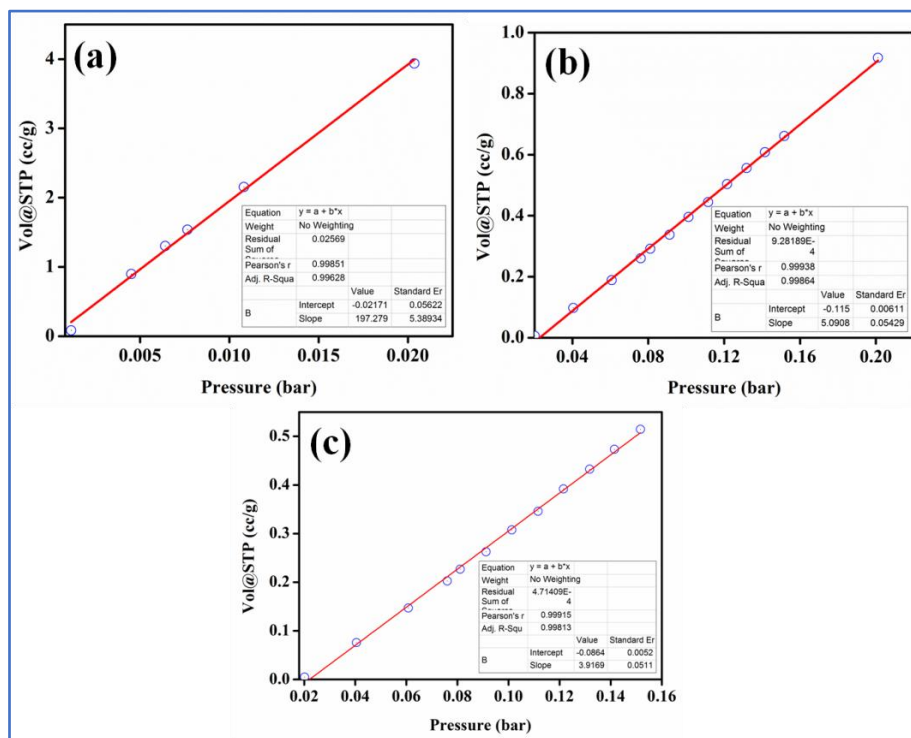 (a)
Vol@STP (cc/g)
4
3
2
1
0
0.005 0.010 0.015 0.020
Pressure (bar)
Equation y = a + b*x
Weight No Weighting
Residual 0.02569
Sum of
Pearson's r 0.99851
Adj. R-Squa 0.99628
Value Standard Er
B Intercept -0.02171 0.05622
Slope 197.279 5.38934
(b)
Vol@STP (cc/g)
1.0
0.8
0.6
0.4
0.2
0.0
0.04 0.08 0.12 0.16 0.20
Pressure (bar)
Equation y = a + b*x
Weight No Weighting
Residual 9.28189E-
Sum of 4
Pearson's r 0.99938
Adj. R-Squa 0.99864
Value Standard Er
B Intercept -0.115 0.00611
Slope 5.0908 0.05429
(c)
Vol@STP (cc/g)
0.5
0.4
0.3
0.2
0.1
0.0
0.02 0.04 0.06 0.08 0.10 0.12 0.14 0.16
Pressure (bar)
Equation y = a + b*x
Weight No Weighting
Residual 4.71409E-
Sum of 4
Pearson's r 0.99915
Adj. R-Squ 0.99813
Value Standard Er
B Intercept -0.0864 0.0052
Slope 3.9169 0.0511